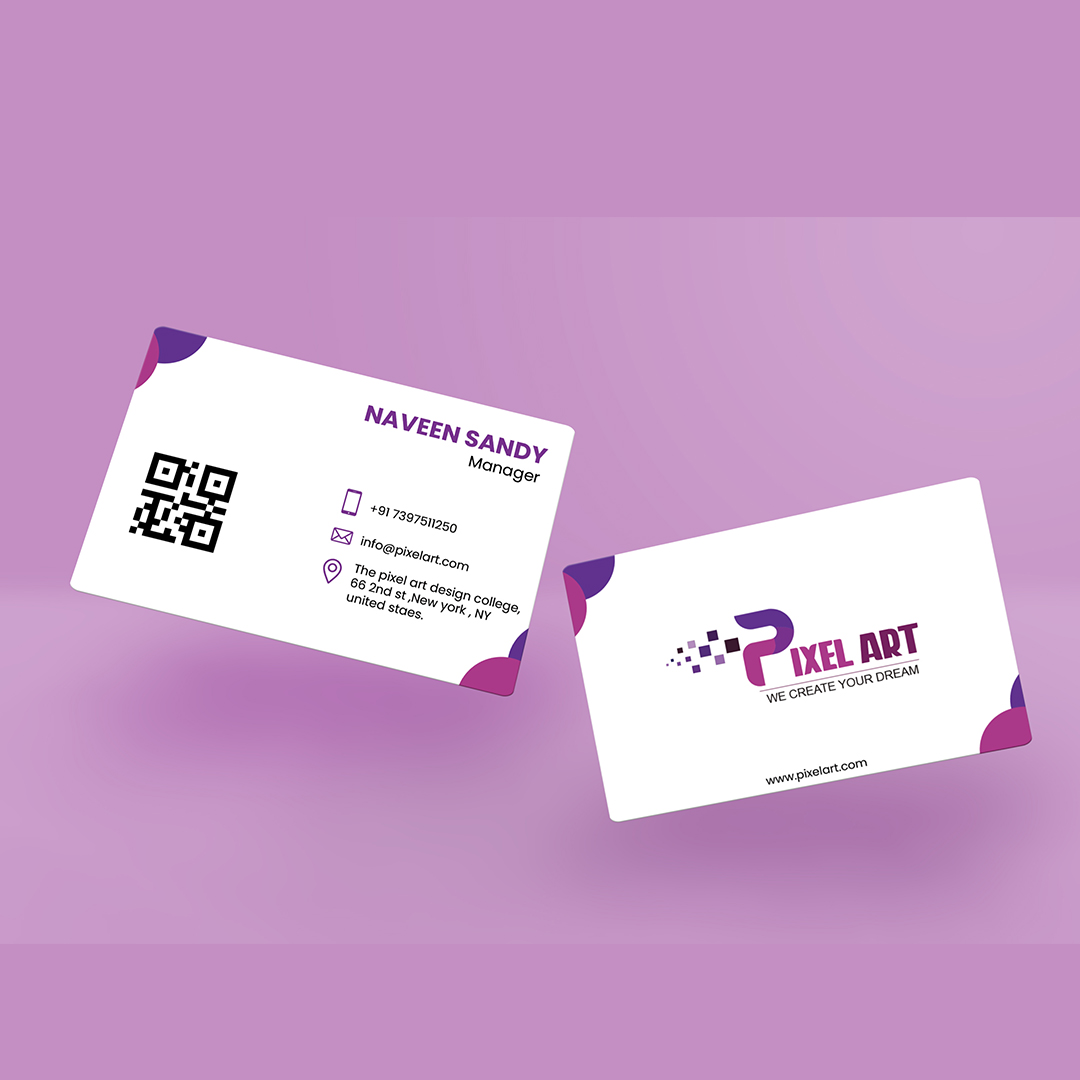 NAVEEN SANDY
Manager
+91 7397511250
info@pixelart.com
The pixel art design college,
66 2nd st ,New york , NY
united staes.
PIXEL ART
WE CREATE YOUR DREAM
www.pixelart.com